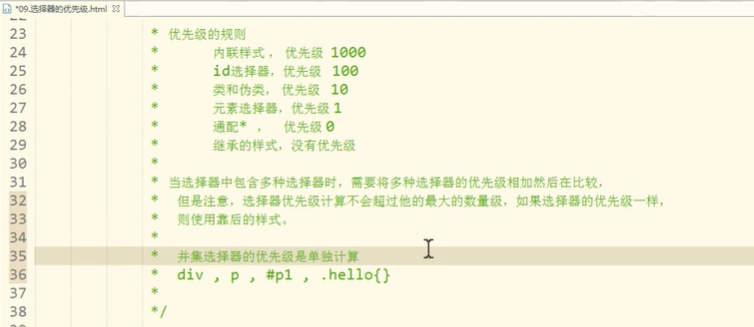 *09.选择器的优先级.html
23 * 优先级的规则
24 * 内联样式 ， 优先级 1000
25 * id选择器，优先级 100
26 * 类和伪类， 优先级 10
27 * 元素选择器，优先级 1
28 * 通配* ， 优先级 0
29 * 继承的样式，没有优先级
30 *
31 * 当选择器中包含多种选择器时，需要将多种选择器的优先级相加然后在比较，
32 * 但是注意，选择器优先级计算不会超过他的最大的数量级，如果选择器的优先级一样，
33 * 则使用靠后的样式。
34 *
35 * 并集选择器的优先级是单独计算
36 * div , p , #p1 , .hello{}
37 *
38 */